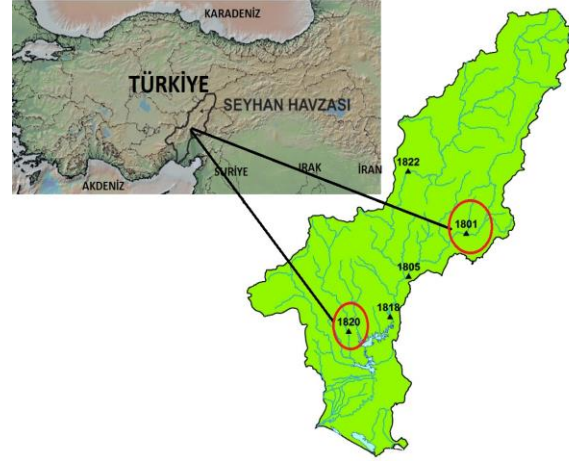 KARADENİZ
TÜRKİYE
SEYHAN HAVZASI
AKDENİZ
SURİYE
IRAK
İRAN
1822
1801
1805
1818
1820